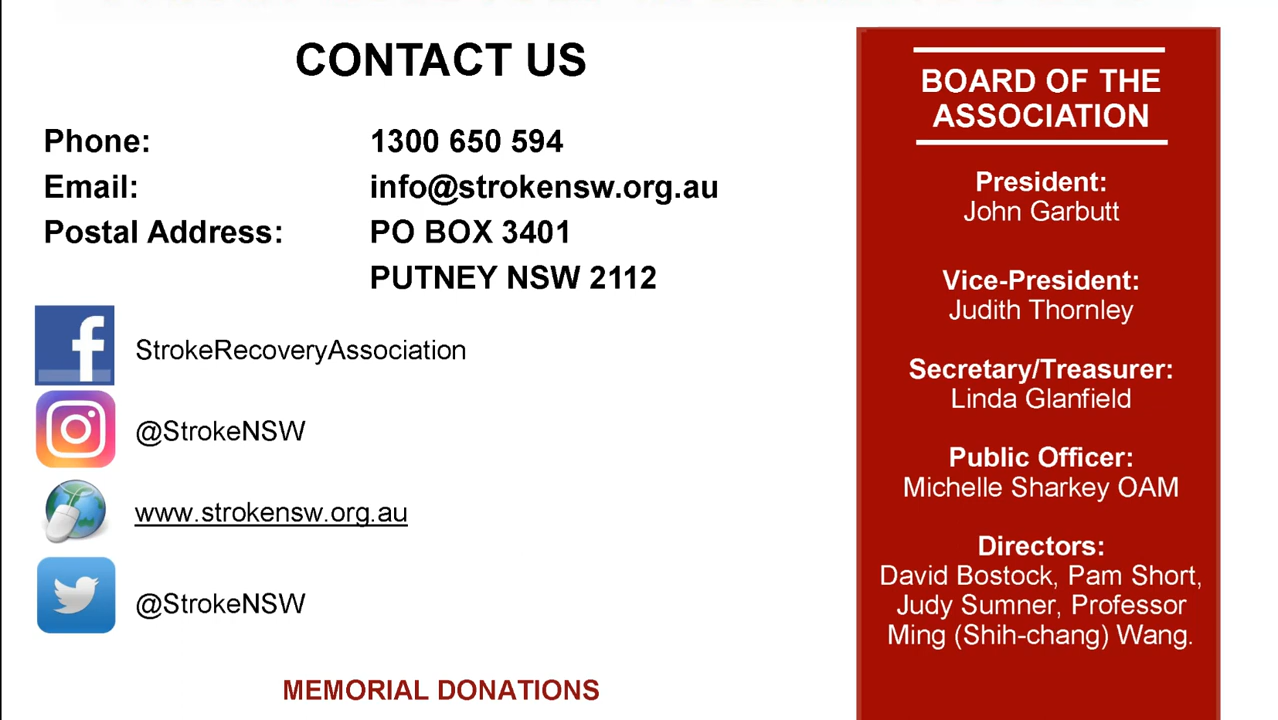 CONTACT US
Phone: 1300 650 594
Email: info@strokensw.org.au
Postal Address: PO BOX 3401
PUTNEY NSW 2112
StrokeRecoveryAssociation
@StrokeNSW
www.strokensw.org.au
@StrokeNSW
MEMORIAL DONATIONS
BOARD OF THE
ASSOCIATION
President:
John Garbutt
Vice-President:
Judith Thornley
Secretary/Treasurer:
Linda Glanfield
Public Officer:
Michelle Sharkey OAM
Directors:
David Bostock, Pam Short,
Judy Sumner, Professor
Ming (Shih-chang) Wang.